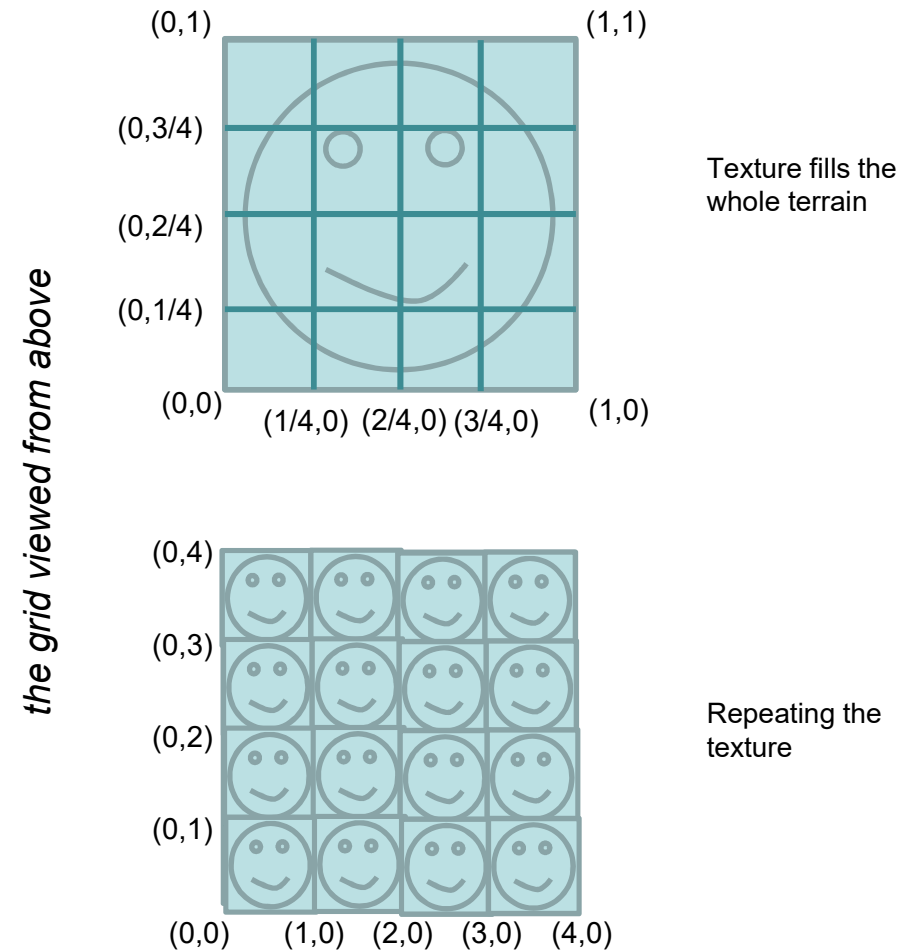 the grid viewed from above
(0,1)
(1,1)
(0,3/4)
Texture fills the
whole terrain
(0,2/4)
(0,1/4)
(0,0)
(1/4,0) (2/4,0) (3/4,0)
(1,0)
(0,4)
(0,3)
Repeating the
texture
(0,2)
(0,1)
(0,0) (1,0) (2,0) (3,0) (4,0)